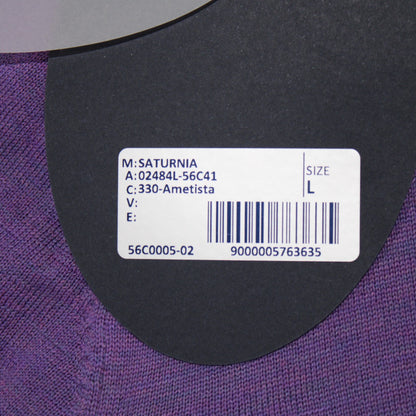 M:SATURNIA
A:02484L-56C41
C:330-Ametista
V:
E:
SIZE
L
56C0005-02
9000005763635